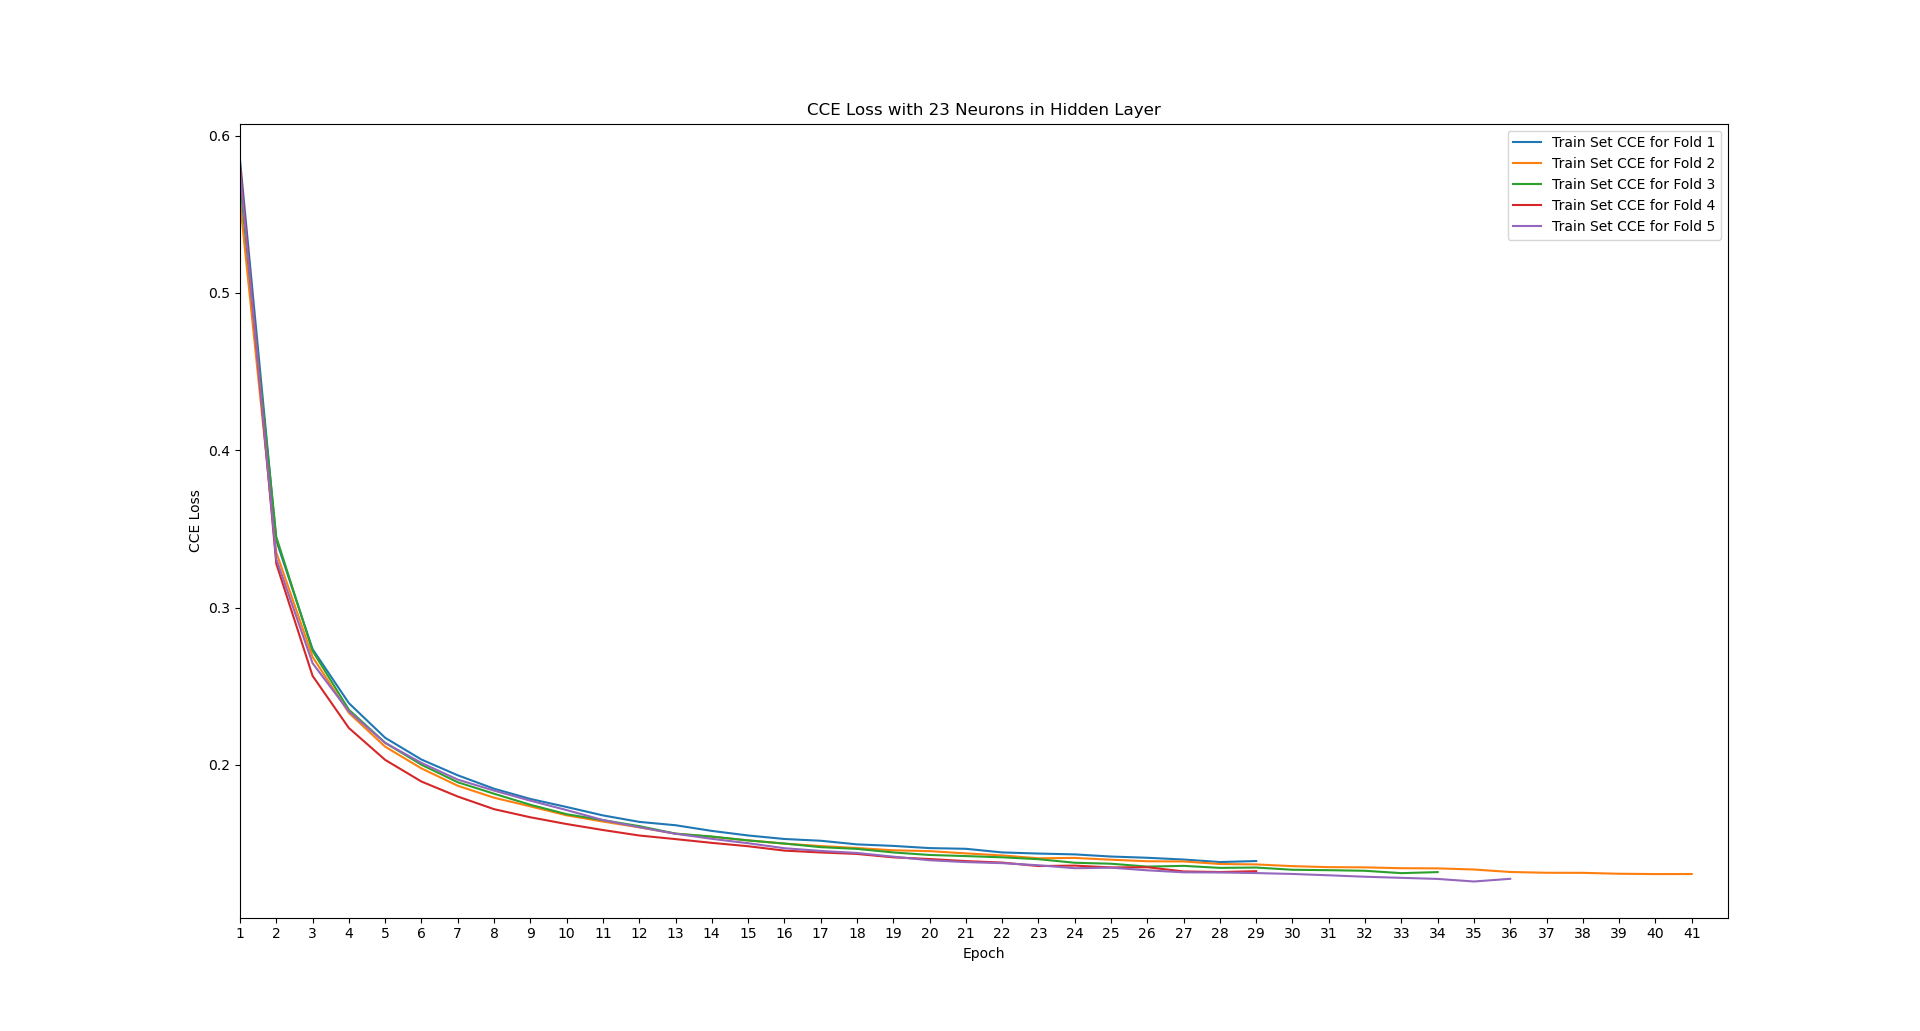 CCE Loss with 23 Neurons in Hidden Layer
0.6
0.5
0.4
0.3
0.2
CCE Loss
Train Set CCE for Fold 1
Train Set CCE for Fold 2
Train Set CCE for Fold 3
Train Set CCE for Fold 4
Train Set CCE for Fold 5
1 2 3 4 5 6 7 8 9 10 11 12 13 14 15 16 17 18 19 20 21 22 23 24 25 26 27 28 29 30 31 32 33 34 35 36 37 38 39 40 41
Epoch